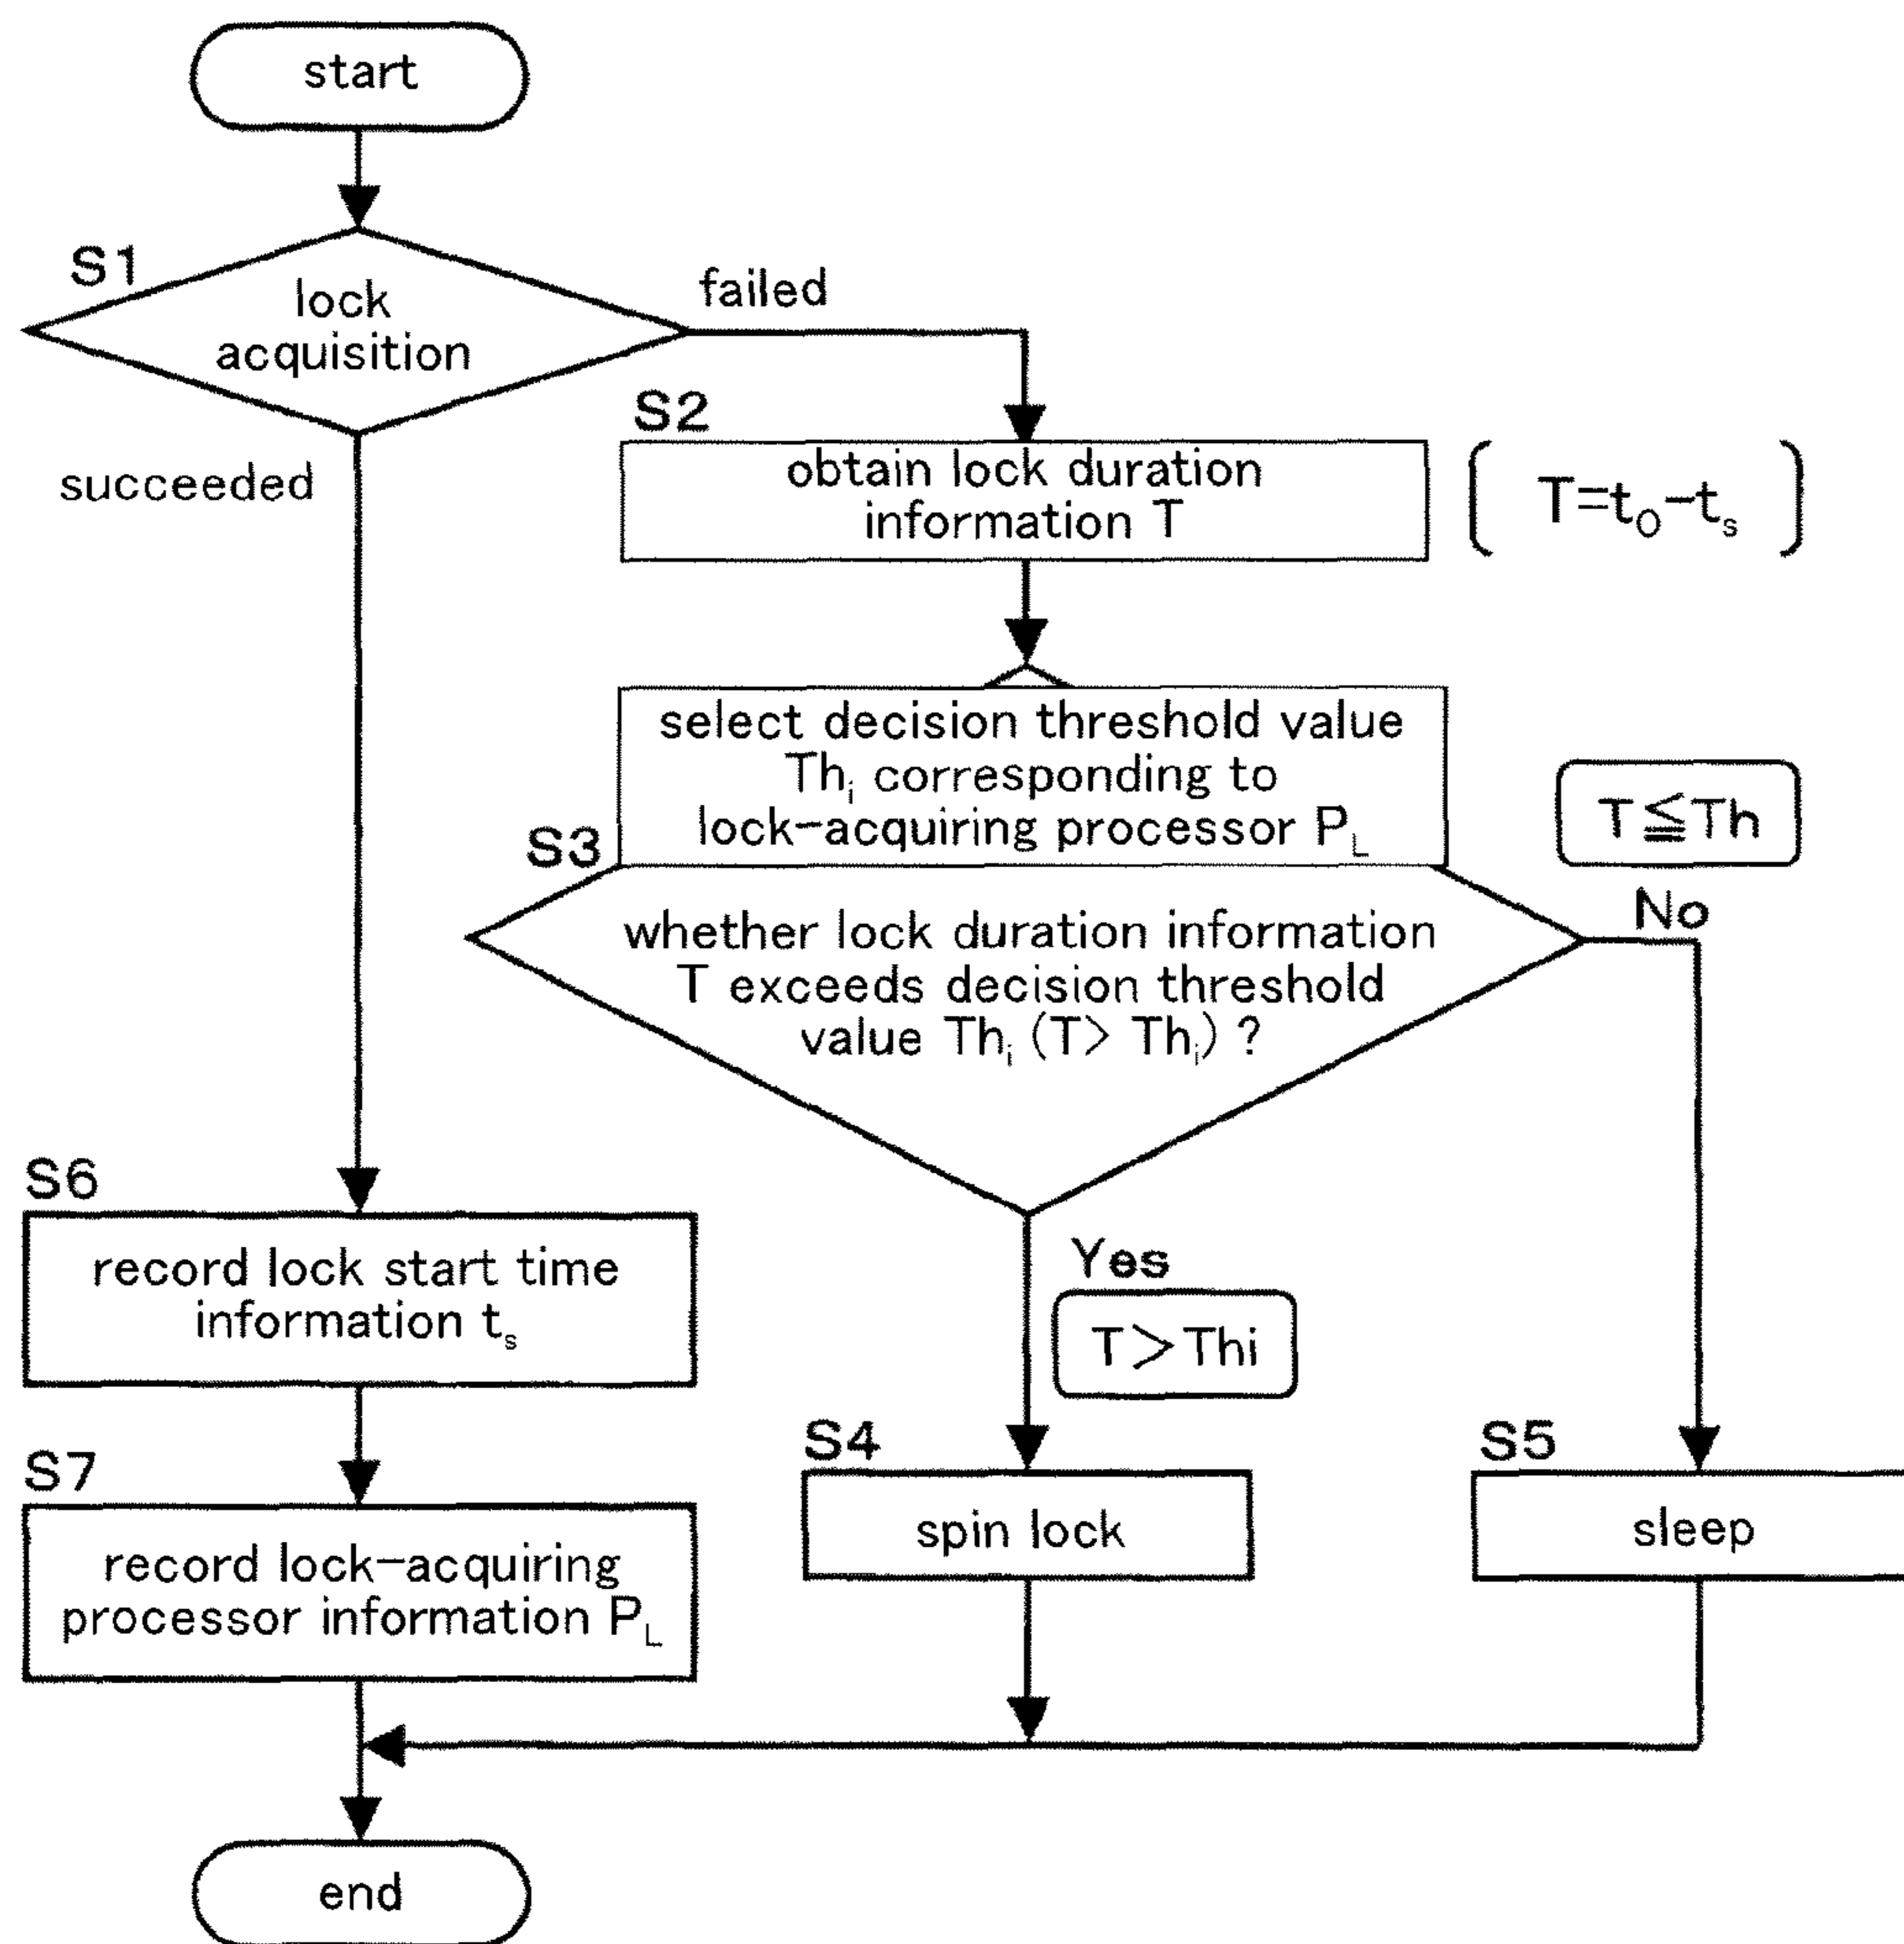 start
S1
lock
acquisition
failed
succeeded
S2
obtain lock duration
information T
T=t₀−tₛ
select decision threshold value
Thᵢ corresponding to
lock-acquiring processor P_L
S3
T≦Th
No
whether lock duration information
T exceeds decision threshold
value Thᵢ (T> Thᵢ) ?
Yes
T>Thi
S6
record lock start time
information tₛ
S4
spin lock
S5
sleep
S7
record lock-acquiring
processor information P_L
end